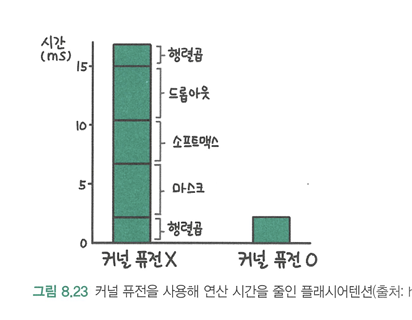 시간
(ms)
15
10
5
0
행렬곱
드롭아웃
소프트맥스
마스크
행렬곱
커널 퓨전 X
커널 퓨전 O
그림 8.23 커널 퓨전을 사용해 연산 시간을 줄인 플래시어텐션(출처: